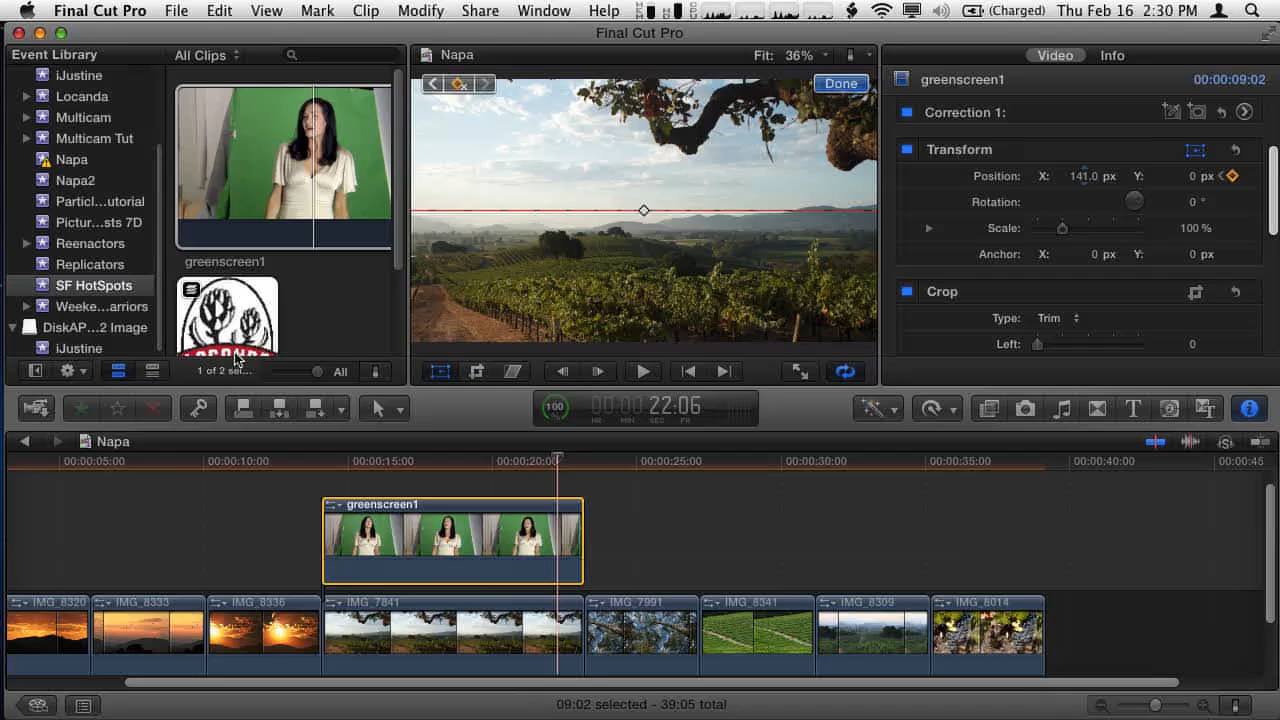 Final Cut Pro File Edit View Mark Clip Modify Share Window Help (Charged) Thu Feb 16 2:30 PM
Final Cut Pro
Event Library
All Clips
Napa
Fit: 36%
Video
Info
iJustine
Locanda
Multicam
Multicam Tut
Napa
Napa2
Particl...utorial
Pictur...sts 7D
Reenactors
Replicators
SF HotSpots
Weeke...arriors
DiskAP...2 Image
iJustine
greenscreen1
1 of 2 sel...
All
Done
greenscreen1
00:00:09:02
Correction 1:
Transform
Position: X: 141.0 px Y: 0 px
Rotation: 0 °
Scale: 100 %
Anchor: X: 0 px Y: 0 px
Crop
Type: Trim
Left: 0
100
00:00 22:06
HR MIN SEC FR
Napa
00:00:05:00 00:00:10:00 00:00:15:00 00:00:20:00 00:00:25:00 00:00:30:00 00:00:35:00 00:00:40:00 00:00:45
greenscreen1
IMG_8320 IMG_8333 IMG_8336 IMG_7841 IMG_7991 IMG_8341 IMG_8309 IMG_8014
09:02 selected - 39:05 total